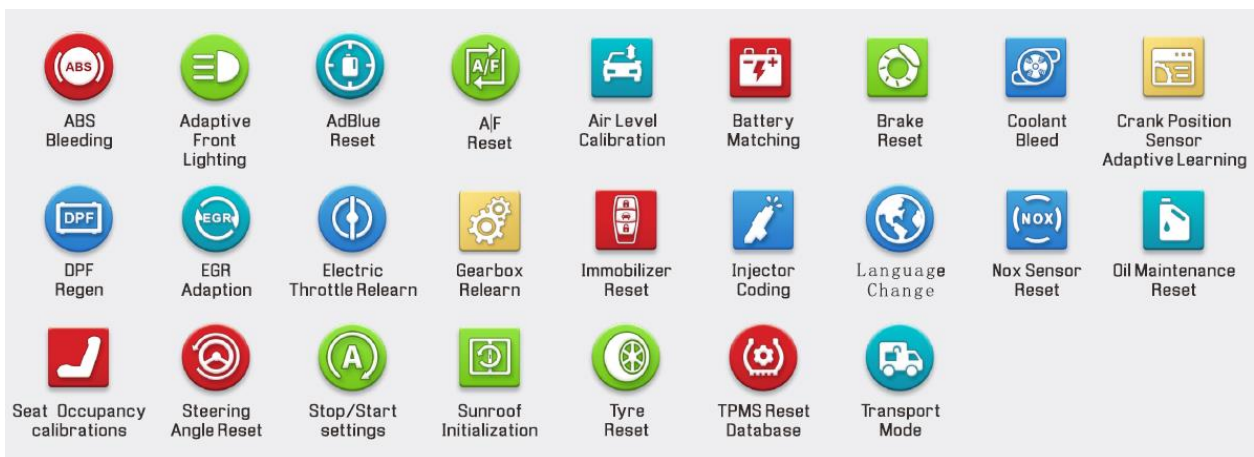 ABS
ABS
Bleeding
Adaptive
Front
Lighting
AdBlue
Reset
A/F
A|F
Reset
Air Level
Calibration
Battery
Matching
Brake
Reset
Coolant
Bleed
Crank Position
Sensor
Adaptive Learning
DPF
DPF
Regen
EGR
EGR
Adaption
Electric
Throttle Relearn
Gearbox
Relearn
Immobilizer
Reset
Injector
Coding
Language
Change
NOX
Nox Sensor
Reset
Oil Maintenance
Reset
Seat Occupancy
calibrations
Steering
Angle Reset
A
Stop/Start
settings
Sunroof
Initialization
Tyre
Reset
TPMS Reset
Database
Transport
Mode